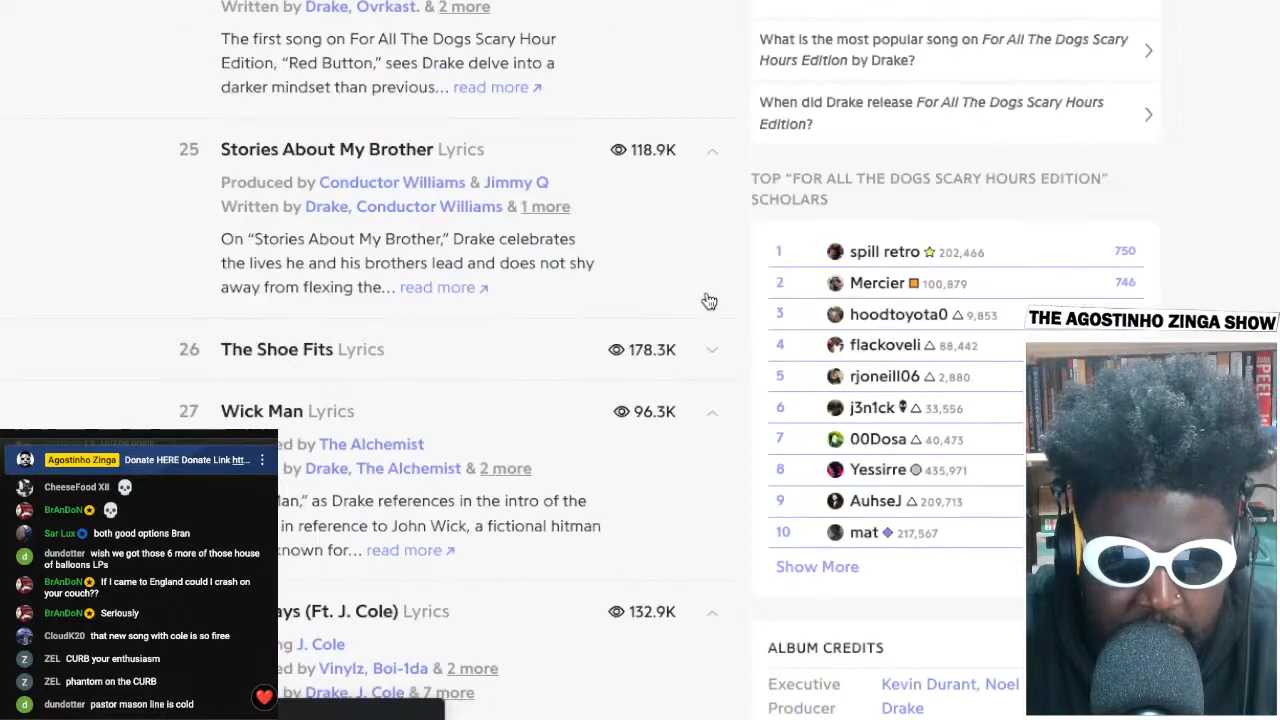 Written by Drake, Ovrkast. & 2 more
The first song on For All The Dogs Scary Hour
Edition, “Red Button,” sees Drake delve into a
darker mindset than previous... read more
25 Stories About My Brother Lyrics 118.9K
Produced by Conductor Williams & Jimmy Q
Written by Drake, Conductor Williams & 1 more
On “Stories About My Brother,” Drake celebrates
the lives he and his brothers lead and does not shy
away from flexing the... read more
26 The Shoe Fits Lyrics 178.3K
27 Wick Man Lyrics 96.3K
ed by The Alchemist
by Drake, The Alchemist & 2 more
an,” as Drake references in the intro of the
in reference to John Wick, a fictional hitman
known for... read more
ays (Ft. J. Cole) Lyrics 132.9K
ng J. Cole
ed by Vinylz, Boi-1da & 2 more
by Drake, J. Cole & 7 more
What is the most popular song on For All The Dogs Scary
Hours Edition by Drake?
When did Drake release For All The Dogs Scary Hours
Edition?
TOP “FOR ALL THE DOGS SCARY HOURS EDITION”
SCHOLARS
1 spill retro 202,466 750
2 Mercier 100,879 746
3 hoodtoyota0 9,853
4 flackoveli 88,442
5 rjoneill06 2,880
6 j3n1ck 33,556
7 00Dosa 40,473
8 Yessirre 435,971
9 AuhseJ 209,713
10 mat 217,567
Show More
ALBUM CREDITS
Executive Kevin Durant, Noel
Producer Drake
THE AGOSTINHO ZINGA SHOW
Agostinho Zinga Donate HERE Donate Link htt...
CheeseFood XII
BrAnDoN
Sar Lux both good options Bran
dundotter wish we got those 6 more of those house
of balloons LPs
BrAnDoN If I came to England could I crash on
your couch??
BrAnDoN Seriously
CloudK20 that new song with cole is so firee
ZEL CURB your enthusiasm
ZEL phantom on the CURB
dundotter pastor mason line is cold